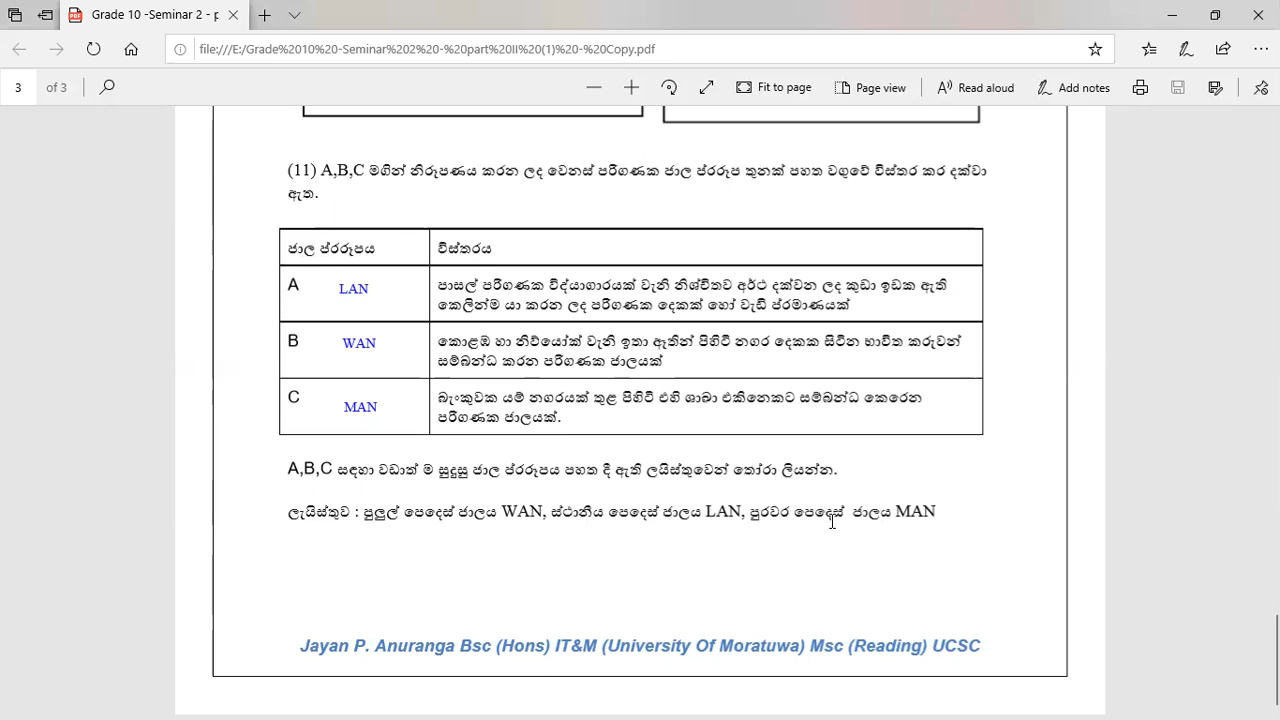 Grade 10 -Seminar 2 - p
file:///E:/Grade%2010%20-Seminar%202%20-%20part%20II%20(1)%20-%20Copy.pdf
3 of 3 Fit to page Page view Read aloud Add notes
(11) A,B,C මගින් නිරූපණය කරන ලද වෙනස් පරිගණක ජාල ප්රරූප තුනක් පහත වගුවේ විස්තර කර දක්වා
ඇත.
ජාල ප්රරූපය විස්තරය
A LAN පාසල් පරිගණක විද්යාගාරයක් වැනි නිශ්චිතව අර්ථ දක්වන ලද කුඩා ඉඩක ඇති
කෙලින්ම යා කරන ලද පරිගණක දෙකක් හෝ වැඩි ප්රමාණයක්
B WAN කොළඹ හා නිව්යෝක් වැනි ඉතා ඈතින් පිහිටි නගර දෙකක සිටින භාවිත කරුවන්
සම්බන්ධ කරන පරිගණක ජාලයක්
C MAN බැංකුවක යම් නගරයක් තුළ පිහිටි එහි ශාඛා එකිනෙකට සම්බන්ධ කෙරෙන
පරිගණක ජාලයක්.
A,B,C සඳහා වඩාත් ම සුදුසු ජාල ප්රරූපය පහත දී ඇති ලයිස්තුවෙන් තෝරා ලියන්න.
ලැයිස්තුව : පුලුල් පෙදෙස් ජාලය WAN, ස්ථානීය පෙදෙස් ජාලය LAN, පුරවර පෙදෙස් ජාලය MAN
Jayan P. Anuranga Bsc (Hons) IT&M (University Of Moratuwa) Msc (Reading) UCSC